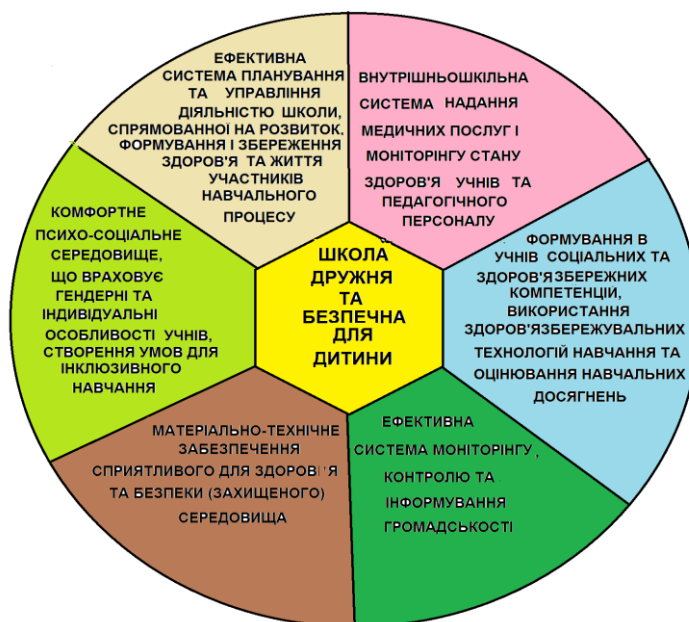 ЕФЕКТИВНА
СИСТЕМА ПЛАНУВАННЯ
ТА УПРАВЛІННЯ
ДІЯЛЬНІСТЮ ШКОЛИ,
СПРЯМОВАННОЇ НА РОЗВИТОК.
ФОРМУВАННЯ І ЗБЕРЕЖЕННЯ
ЗДОРОВ'Я ТА ЖИТТЯ
УЧАСТНИКІВ
НАВЧАЛЬНОГО
ПРОЦЕСУ
ВНУТРІШНЬОШКІЛЬНА
СИСТЕМА НАДАННЯ
МЕДИЧНИХ ПОСЛУГ І
МОНІТОРІНГУ СТАНУ
ЗДОРОВ'Я УЧНІВ ТА
ПЕДАГОГІЧНОГО
ПЕРСОНАЛУ
ФОРМУВАННЯ В
УЧНІВ СОЦІАЛЬНИХ ТА
ЗДОРОВ'ЯЗБЕРЕЖНИХ
КОМПЕТЕНЦІЙ,
ВИКОРИСТАННЯ
ЗДОРОВ'ЯЗБЕРЕЖУВАЛЬНИХ
ТЕХНОЛОГІЙ НАВЧАННЯ ТА
ОЦІНЮВАННЯ НАВЧАЛЬНИХ
ДОСЯГНЕНЬ
ЕФЕКТИВНА
СИСТЕМА МОНІТОРІНГУ,
КОНТРОЛЮ ТА
ІНФОРМУВАННЯ
ГРОМАДСЬКОСТІ
МАТЕРІАЛЬНО-ТЕХНІЧНЕ
ЗАБЕЗПЕЧЕННЯ
СПРИЯТЛИВОГО ДЛЯ ЗДОРОВ'Я
ТА БЕЗПЕКИ (ЗАХИЩЕНОГО)
СЕРЕДОВИЩА
КОМФОРТНЕ
ПСИХО-СОЦІАЛЬНЕ
СЕРЕДОВИЩЕ,
ЩО ВРАХОВУЄ
ГЕНДЕРНІ ТА
ІНДИВІДУАЛЬНІ
ОСОБЛИВОСТІ УЧНІВ,
СТВОРЕННЯ УМОВ ДЛЯ
ІНКЛЮЗИВНОГО
НАВЧАННЯ
ШКОЛА
ДРУЖНЯ
ТА
БЕЗПЕЧНА
ДЛЯ
ДИТИНИ